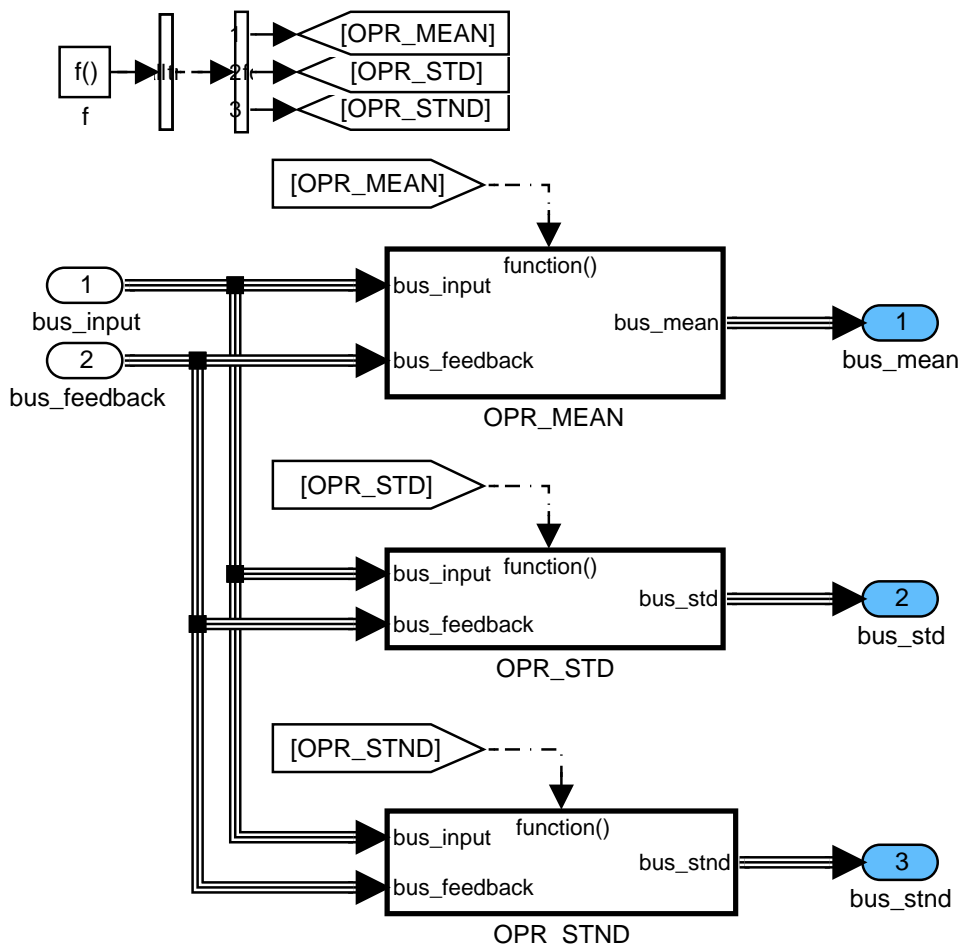 1
[OPR_MEAN]
f()
2
[OPR_STD]
f
3
[OPR_STND]
[OPR_MEAN]
function()
1
bus_input
bus_input
bus_mean
1
bus_mean
2
bus_feedback
bus_feedback
OPR_MEAN
[OPR_STD]
function()
bus_input
bus_std
2
bus_std
bus_feedback
OPR_STD
[OPR_STND]
function()
bus_input
bus_stnd
3
bus_stnd
bus_feedback
OPR_STND